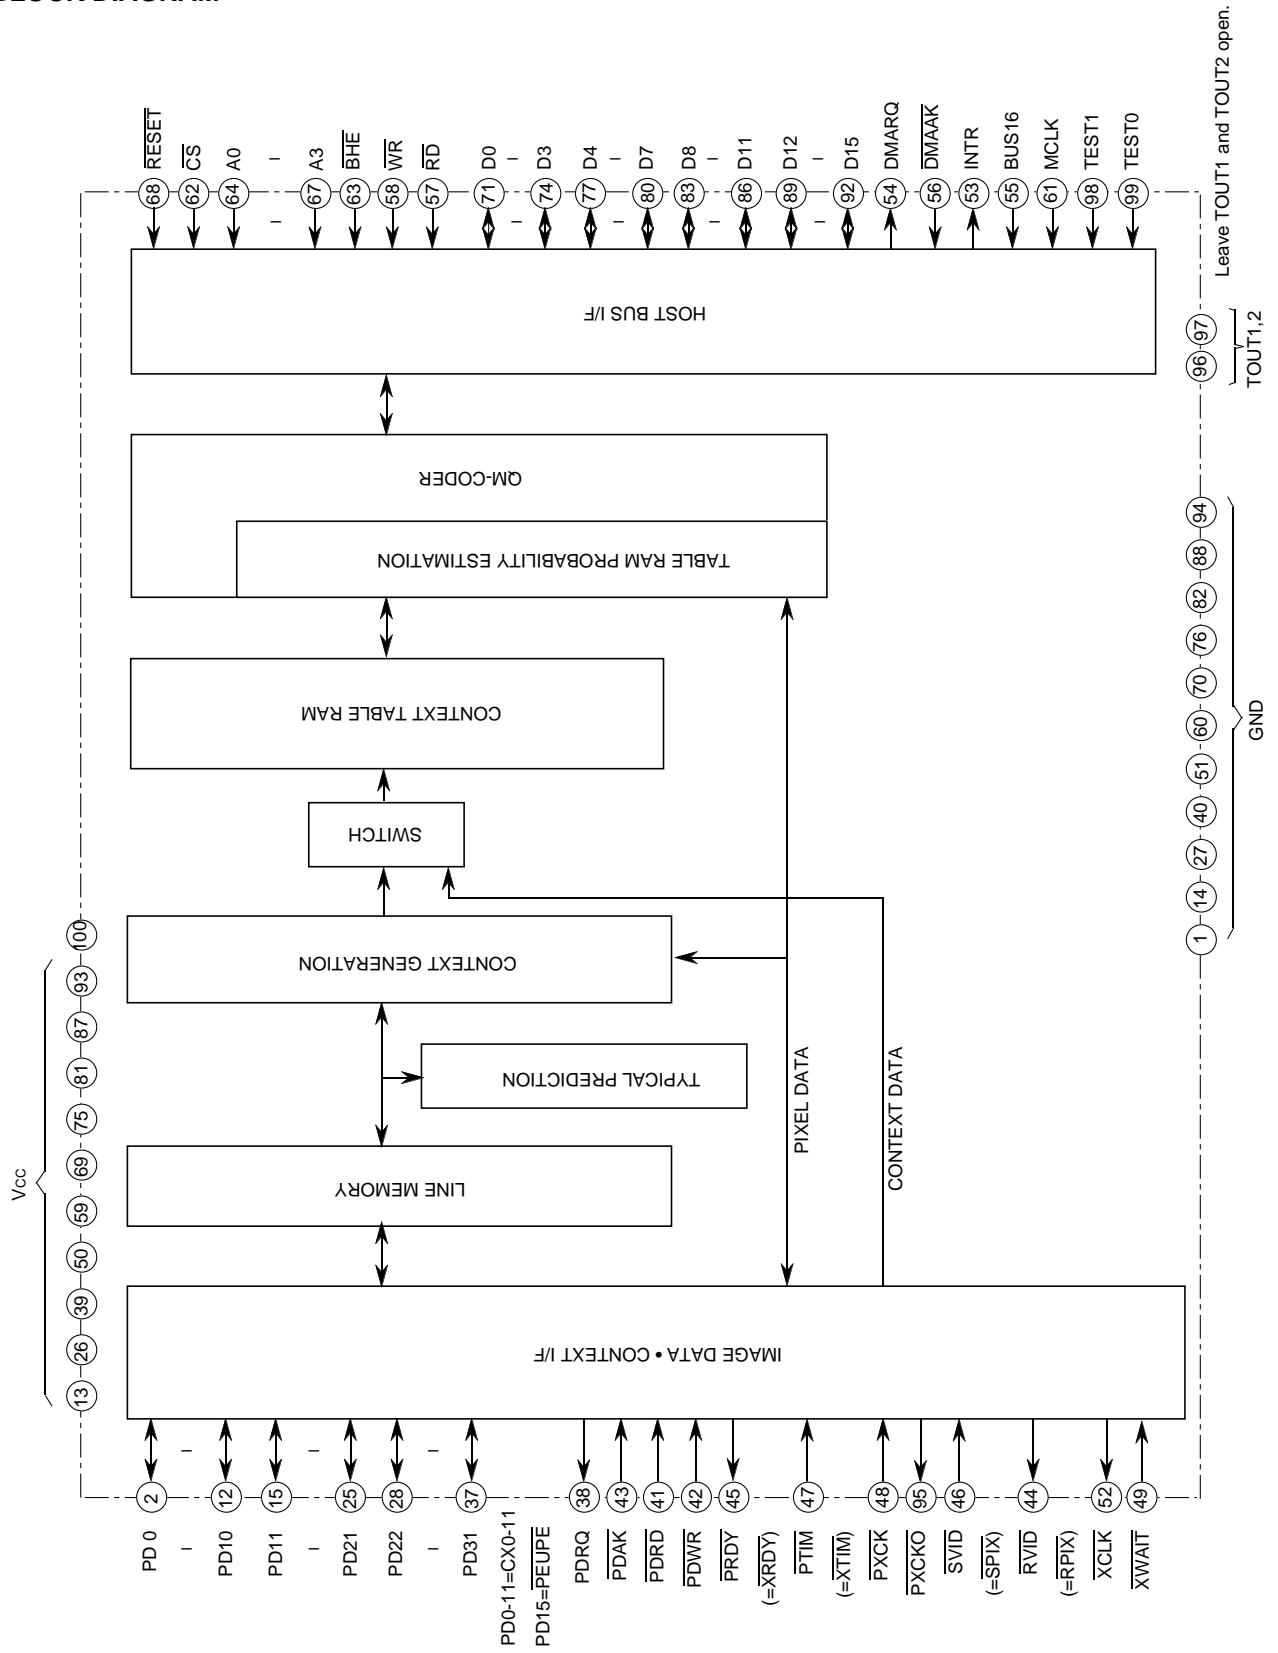 BLOCK DIAGRAM
68 RESET
62 CS
64 A0
–
67 A3
63 BHE
58 WR
57 RD
71 D0
–
74 D3
77 D4
–
80 D7
83 D8
–
86 D11
89 D12
–
92 D15
54 DMARQ
56 DMAAK
53 INTR
55 BUS16
61 MCLK
98 TEST1
99 TEST0
HOST BUS I/F
QM-CODER
TABLE RAM PROBABILITY ESTIMATION
CONTEXT TABLE RAM
SWITCH
CONTEXT GENERATION
TYPICAL PREDICTION
LINE MEMORY
IMAGE DATA • CONTEXT I/F
PIXEL DATA
CONTEXT DATA
Vcc
13 26 39 50 59 69 75 81 87 93 100
1 14 27 40 51 60 70 76 82 88 94
GND
96 97
TOUT1,2
Leave TOUT1 and TOUT2 open.
PD 0 2
–
PD10 12
PD11 15
–
PD21 25
PD22 28
–
PD31 37
PD0-11=CX0-11
PD15=PEUPE
PDRQ 38
PDAK 43
PDRD 41
PDWR 42
PRDY 45
(=XRDY)
PTIM 47
(=XTIM)
PXCK 48
PXCKO 95
SVID 46
(=SPIX)
RVID 44
(=RPIX)
XCLK 52
XWAIT 49